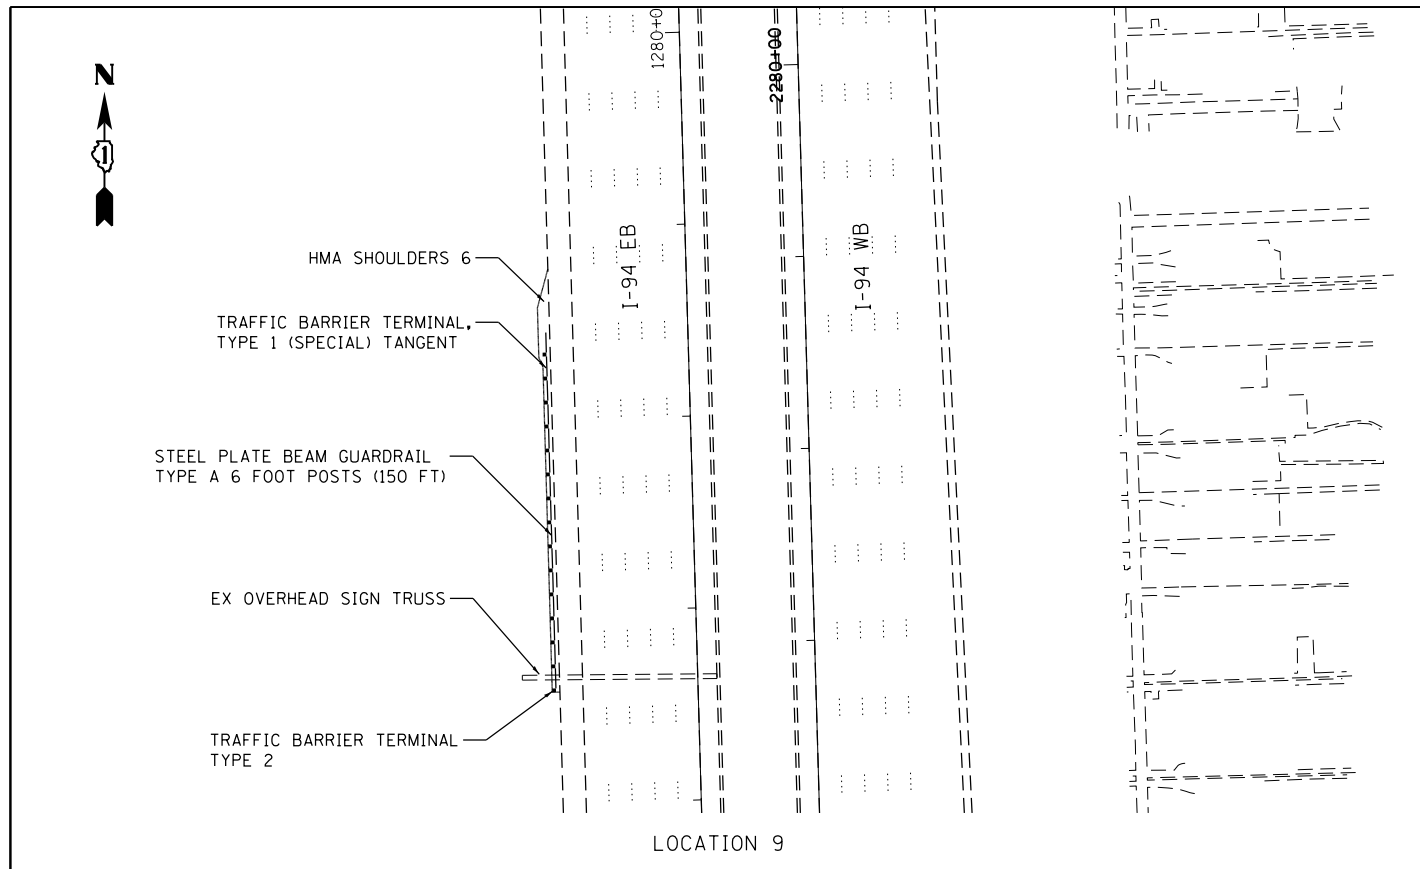 1280+0
2280+00
N
1
I-94 EB
I-94 WB
HMA SHOULDERS 6
TRAFFIC BARRIER TERMINAL,
TYPE 1 (SPECIAL) TANGENT
STEEL PLATE BEAM GUARDRAIL
TYPE A 6 FOOT POSTS (150 FT)
EX OVERHEAD SIGN TRUSS
TRAFFIC BARRIER TERMINAL
TYPE 2
LOCATION 9